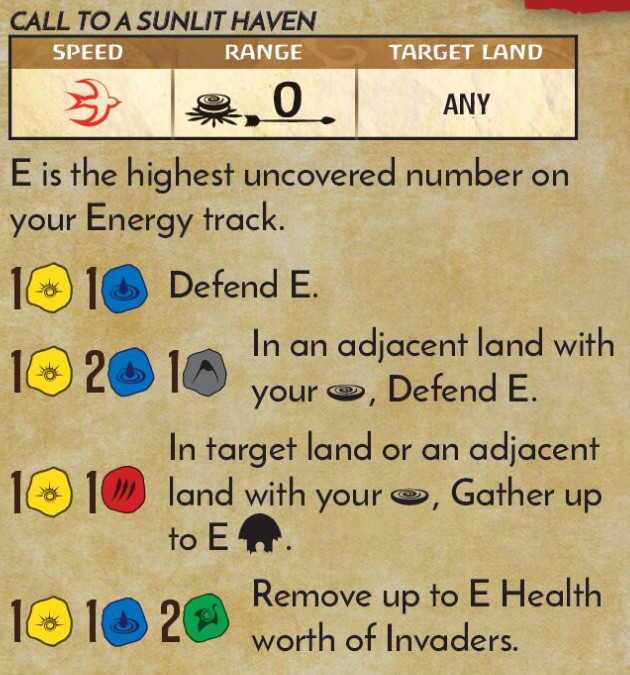 CALL TO A SUNLIT HAVEN
SPEED RANGE TARGET LAND
0 ANY
E is the highest uncovered number on
your Energy track.
1 1 Defend E.
1 2 1 In an adjacent land with
your , Defend E.
In target land or an adjacent
1 1 land with your , Gather up
to E .
1 1 2 Remove up to E Health
worth of Invaders.